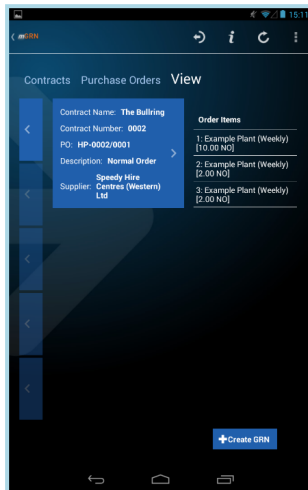 15:11
mGRN
Contracts Purchase Orders View
Contract Name: The Bullring
Contract Number: 0002
PO: HP-0002/0001
Description: Normal Order
Supplier: Speedy Hire
Centres (Western)
Ltd
Order Items
1: Example Plant (Weekly)
[10.00 NO]
2: Example Plant (Weekly)
[2.00 NO]
3: Example Plant (Weekly)
[2.00 NO]
Create GRN